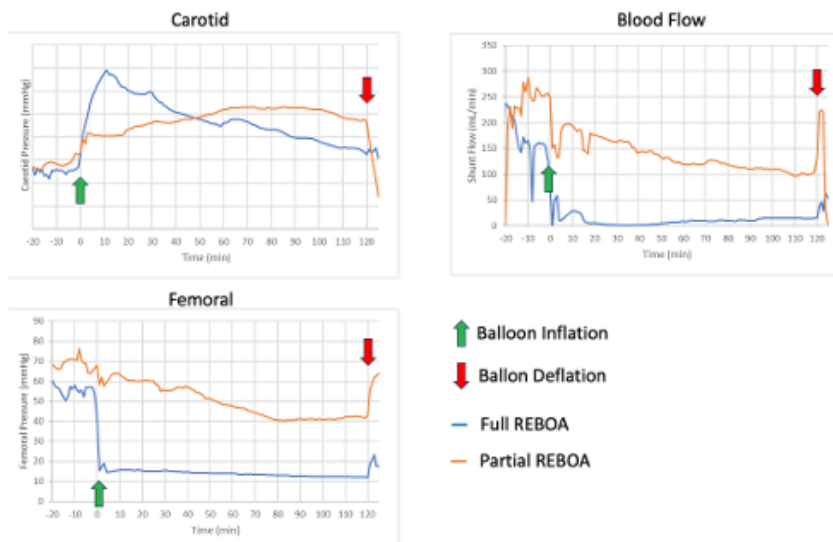 Carotid
Carotid Pressure (mmHg)
-20 -10 0 10 20 30 40 50 60 70 80 90 100 110 120
Time (min)
Blood Flow
350
300
250
200
150
100
50
0
Shunt Flow (mL/min)
-20 -10 0 10 20 30 40 50 60 70 80 90 100 110 120
Time (min)
Femoral
90
80
70
60
50
40
30
20
10
0
Femoral Pressure (mmHg)
-20 -10 0 10 20 30 40 50 60 70 80 90 100 110 120
Time (min)
Balloon Inflation
Ballon Deflation
Full REBOA
Partial REBOA